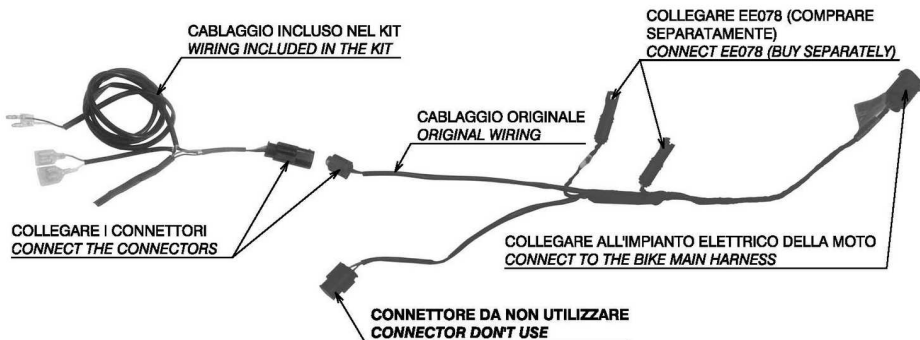 CABLAGGIO INCLUSO NEL KIT
WIRING INCLUDED IN THE KIT
COLLEGARE EE078 (COMPRARE
SEPARATAMENTE)
CONNECT EE078 (BUY SEPARATELY)
CABLAGGIO ORIGINALE
ORIGINAL WIRING
COLLEGARE I CONNETTORI
CONNECT THE CONNECTORS
COLLEGARE ALL'IMPIANTO ELETTRICO DELLA MOTO
CONNECT TO THE BIKE MAIN HARNESS
CONNETTORE DA NON UTILIZZARE
CONNECTOR DON'T USE